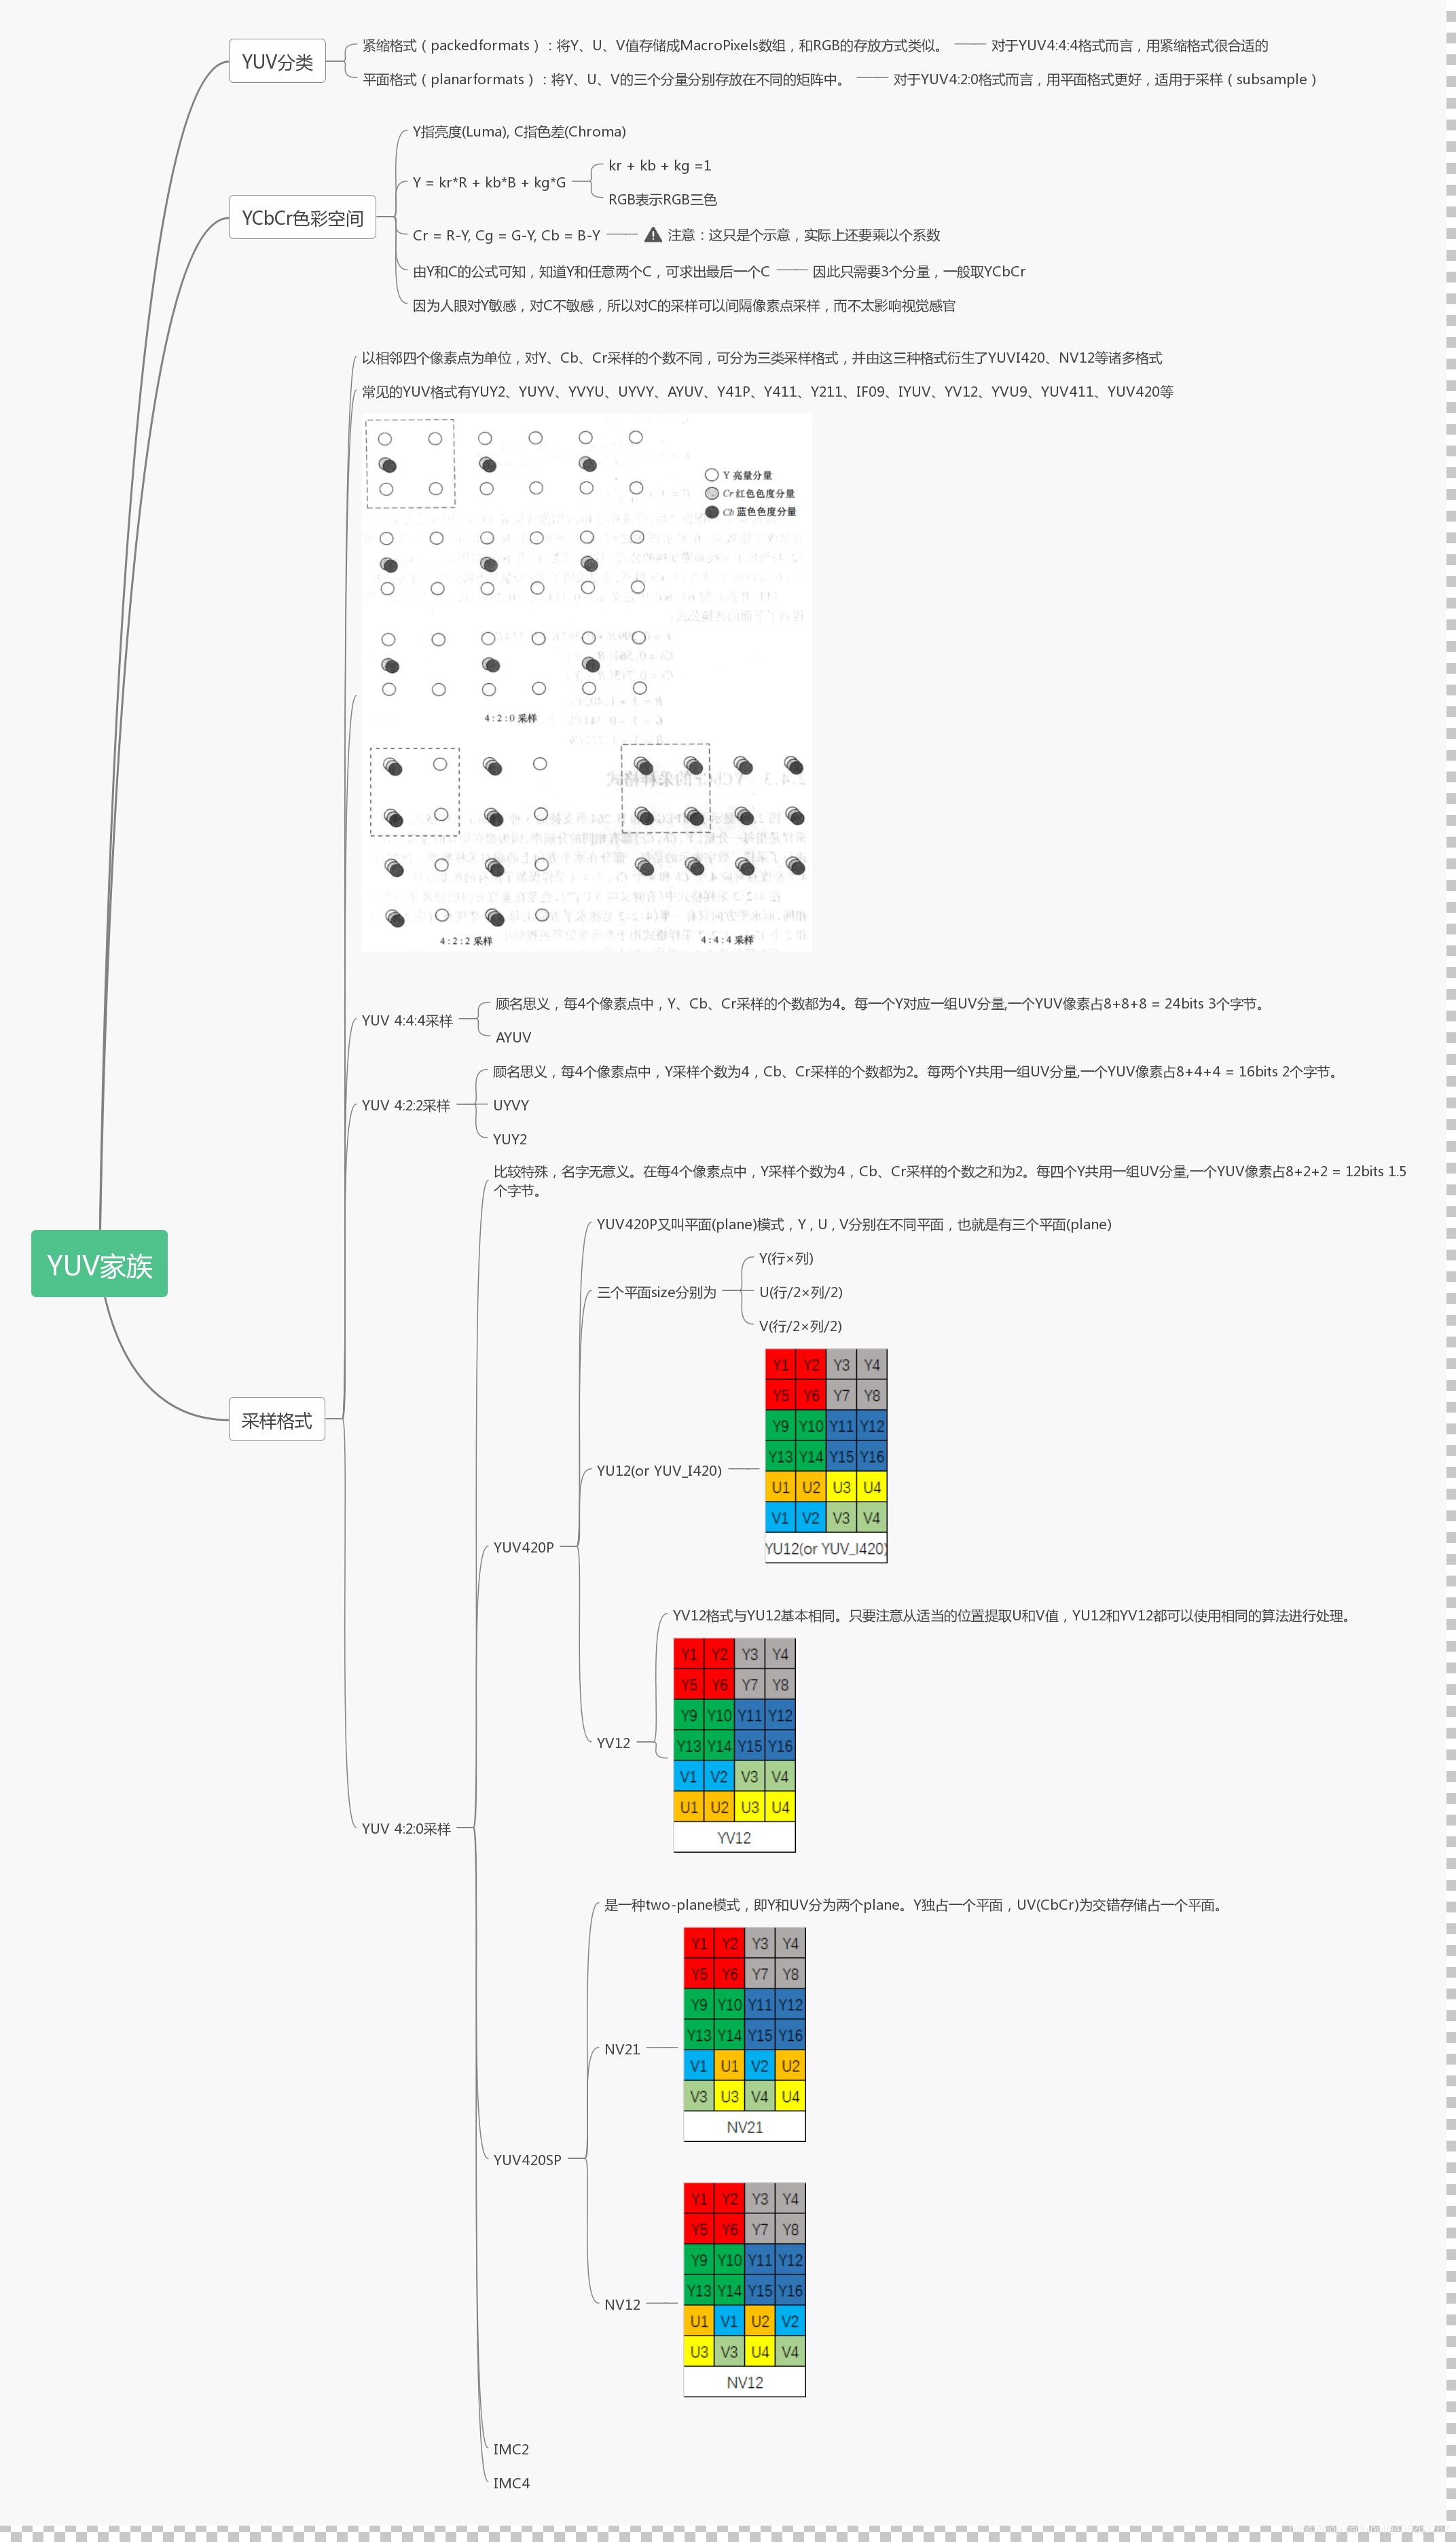 YUV家族
YUV分类
紧缩格式（packedformats）：将Y、U、V值存储成MacroPixels数组，和RGB的存放方式类似。
对于YUV4:4:4格式而言，用紧缩格式很合适的
平面格式（planarformats）：将Y、U、V的三个分量分别存放在不同的矩阵中。
对于YUV4:2:0格式而言，用平面格式更好，适用于采样（subsample）
YCbCr色彩空间
Y指亮度(Luma), C指色差(Chroma)
Y = kr*R + kb*B + kg*G
kr + kb + kg =1
RGB表示RGB三色
Cr = R-Y, Cg = G-Y, Cb = B-Y
注意：这只是个示意，实际上还要乘以个系数
由Y和C的公式可知，知道Y和任意两个C，可求出最后一个C
因此只需要3个分量，一般取YCbCr
因为人眼对Y敏感，对C不敏感，所以对C的采样可以间隔像素点采样，而不太影响视觉感官
采样格式
以相邻四个像素点为单位，对Y、Cb、Cr采样的个数不同，可分为三类采样格式，并由这三种格式衍生了YUVI420、NV12等诸多格式
常见的YUV格式有YUY2、YUYV、YVYU、UYVY、AYUV、Y41P、Y411、Y211、IF09、IYUV、YV12、YVU9、YUV411、YUV420等
Y 亮量分量
Cr 红色色度分量
Cb 蓝色色度分量
4:2:0 采样
4:2:2 采样
4:4:4 采样
YUV 4:4:4采样
顾名思义，每4个像素点中，Y、Cb、Cr采样的个数都为4。每一个Y对应一组UV分量,一个YUV像素占8+8+8 = 24bits 3个字节。
AYUV
YUV 4:2:2采样
顾名思义，每4个像素点中，Y采样个数为4，Cb、Cr采样的个数都为2。每两个Y共用一组UV分量,一个YUV像素占8+4+4 = 16bits 2个字节。
UYVY
YUY2
YUV 4:2:0采样
比较特殊，名字无意义。在每4个像素点中，Y采样个数为4，Cb、Cr采样的个数之和为2。每四个Y共用一组UV分量,一个YUV像素占8+2+2 = 12bits 1.5
个字节。
YUV420P
YUV420P又叫平面(plane)模式，Y , U , V分别在不同平面，也就是有三个平面(plane)
三个平面size分别为
Y(行×列)
U(行/2×列/2)
V(行/2×列/2)
YU12(or YUV_I420)
Y1 Y2 Y3 Y4
Y5 Y6 Y7 Y8
Y9 Y10 Y11 Y12
Y13 Y14 Y15 Y16
U1 U2 U3 U4
V1 V2 V3 V4
YU12(or YUV_I420)
YV12
YV12格式与YU12基本相同。只要注意从适当的位置提取U和V值，YU12和YV12都可以使用相同的算法进行处理。
Y1 Y2 Y3 Y4
Y5 Y6 Y7 Y8
Y9 Y10 Y11 Y12
Y13 Y14 Y15 Y16
V1 V2 V3 V4
U1 U2 U3 U4
YV12
YUV420SP
是一种two-plane模式，即Y和UV分为两个plane。Y独占一个平面，UV(CbCr)为交错存储占一个平面。
NV21
Y1 Y2 Y3 Y4
Y5 Y6 Y7 Y8
Y9 Y10 Y11 Y12
Y13 Y14 Y15 Y16
V1 U1 V2 U2
V3 U3 V4 U4
NV21
NV12
Y1 Y2 Y3 Y4
Y5 Y6 Y7 Y8
Y9 Y10 Y11 Y12
Y13 Y14 Y15 Y16
U1 V1 U2 V2
U3 V3 U4 V4
NV12
IMC2
IMC4